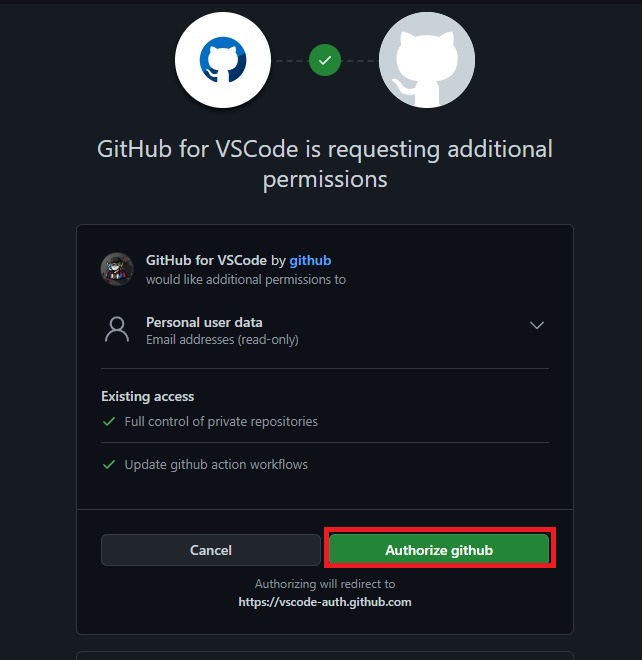 GitHub for VSCode is requesting additional
permissions
GitHub for VSCode by github
would like additional permissions to
Personal user data
Email addresses (read-only)
Existing access
Full control of private repositories
Update github action workflows
Cancel
Authorize github
Authorizing will redirect to
https://vscode-auth.github.com